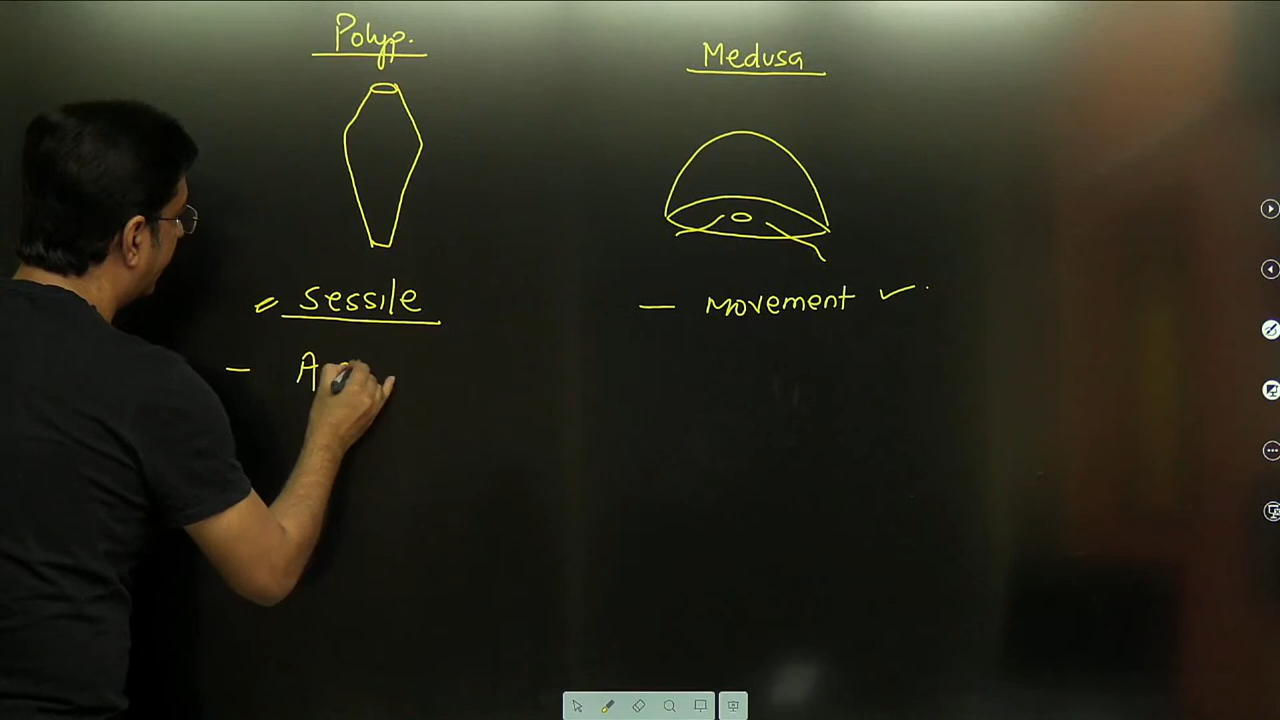 Polyp.
Medusa
Sessile
— Movement ✓
— A